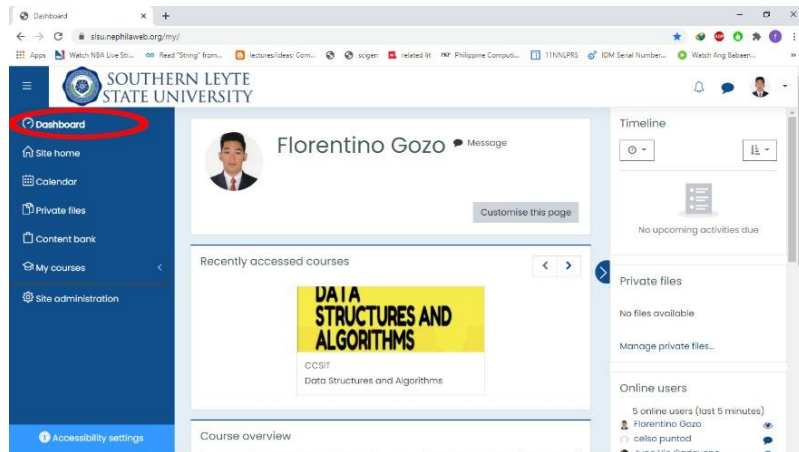 Dashboard
slsu.nephilaweb.org/my/
Apps Watch NBA Live Str... Read "String" from... lectures/ideas: Com... scigen related lit Philippine Computi... 11NNLPRS IDM Serial Number... Watch Ang Babaen...
SOUTHERN LEYTE
STATE UNIVERSITY
Dashboard
Site home
Calendar
Private files
Content bank
My courses
Site administration
Accessibility settings
Florentino Gozo Message
Customise this page
Recently accessed courses
DATA
STRUCTURES AND
ALGORITHMS
CCSIT
Data Structures and Algorithms
Course overview
Timeline
No upcoming activities due
Private files
No files available
Manage private files...
Online users
5 online users (last 5 minutes)
Florentino Gozo
celso puntod